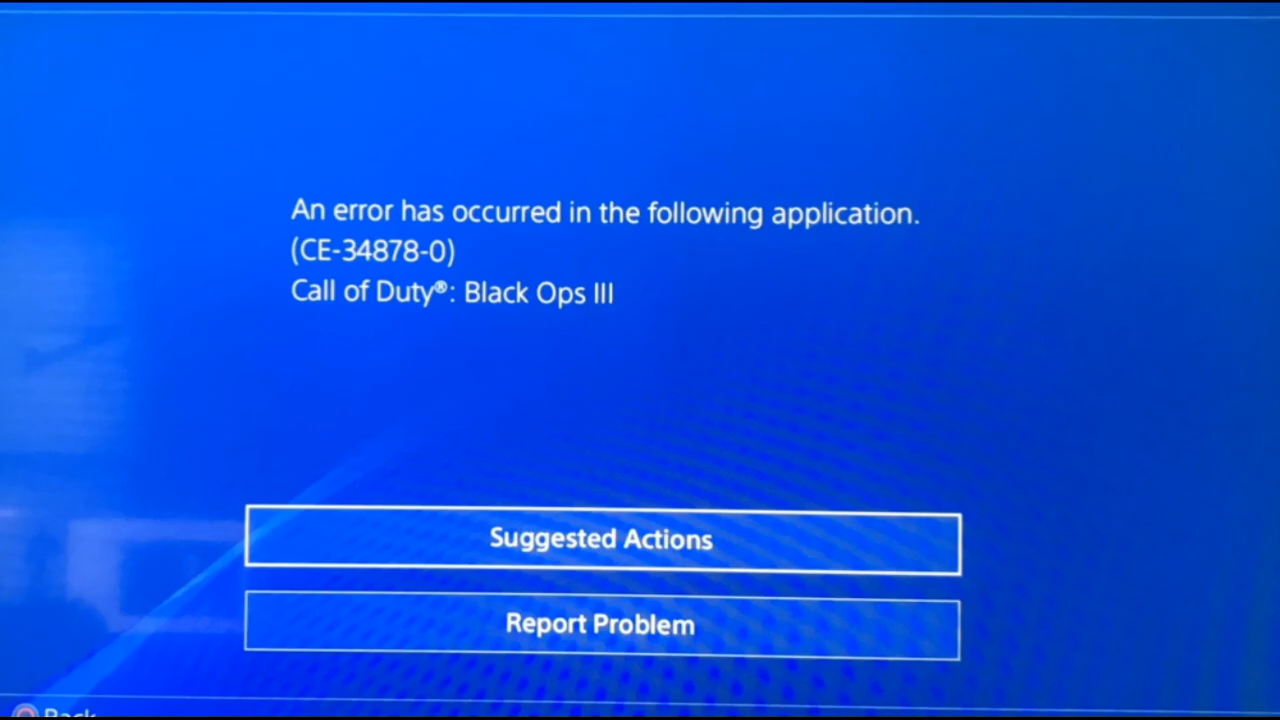 An error has occurred in the following application.
(CE-34878-0)
Call of Duty®: Black Ops III
Suggested Actions
Report Problem
Back